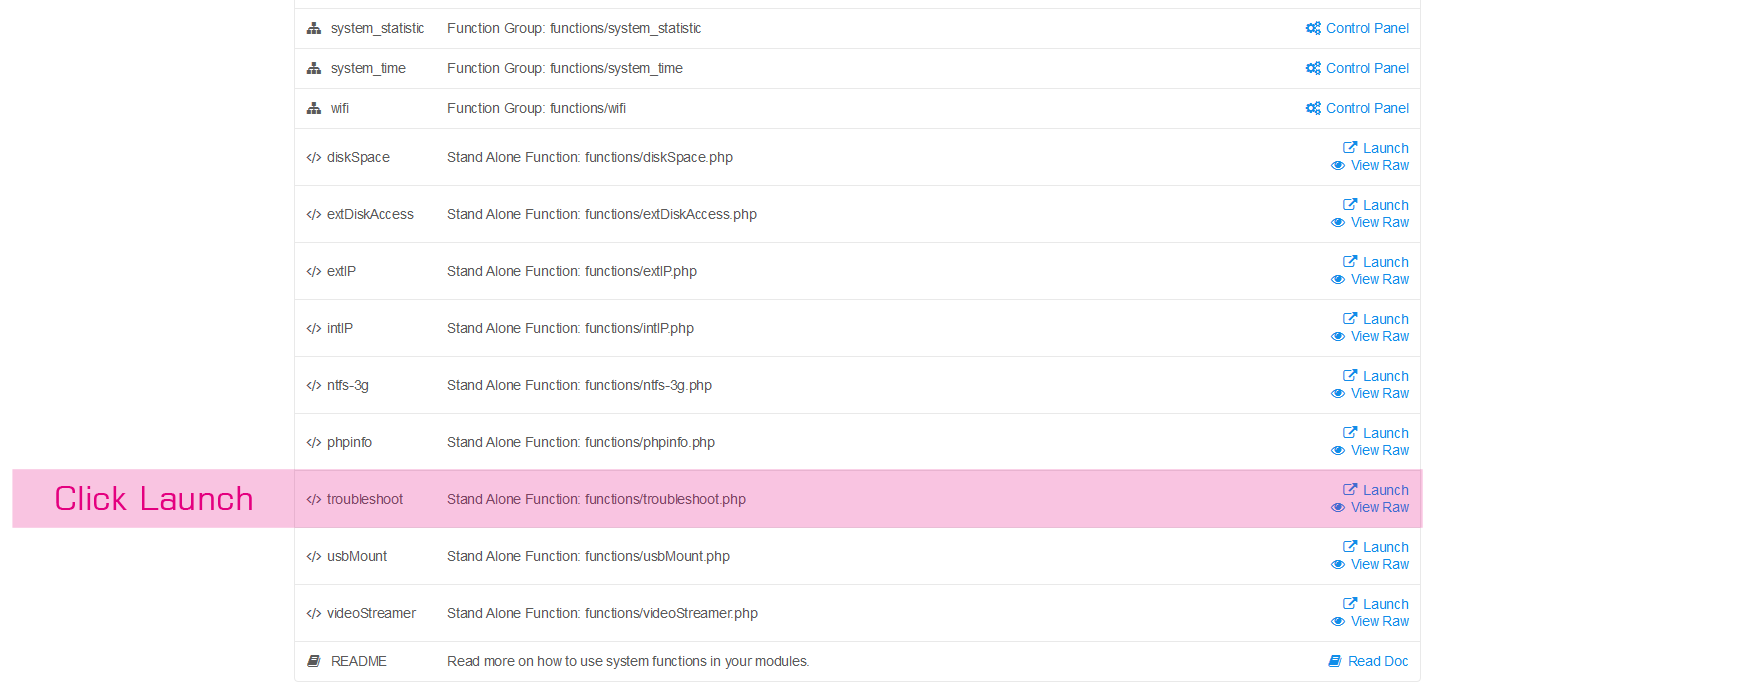 system_statistic Function Group: functions/system_statistic Control Panel
system_time Function Group: functions/system_time Control Panel
wifi Function Group: functions/wifi Control Panel
diskSpace Stand Alone Function: functions/diskSpace.php Launch
View Raw
extDiskAccess Stand Alone Function: functions/extDiskAccess.php Launch
View Raw
extIP Stand Alone Function: functions/extIP.php Launch
View Raw
intIP Stand Alone Function: functions/intIP.php Launch
View Raw
ntfs-3g Stand Alone Function: functions/ntfs-3g.php Launch
View Raw
phpinfo Stand Alone Function: functions/phpinfo.php Launch
View Raw
Click Launch troubleshoot Stand Alone Function: functions/troubleshoot.php Launch
View Raw
usbMount Stand Alone Function: functions/usbMount.php Launch
View Raw
videoStreamer Stand Alone Function: functions/videoStreamer.php Launch
View Raw
README Read more on how to use system functions in your modules. Read Doc